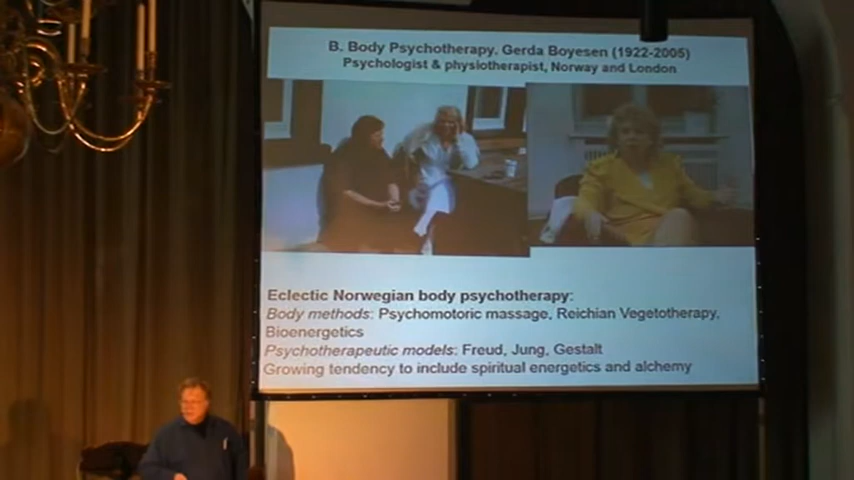 B. Body Psychotherapy. Gerda Boyesen (1922-2005)
Psychologist & physiotherapist, Norway and London
Eclectic Norwegian body psychotherapy:
Body methods: Psychomotoric massage, Reichian Vegetotherapy,
Bioenergetics
Psychotherapeutic models: Freud, Jung, Gestalt
Growing tendency to include spiritual energetics and alchemy